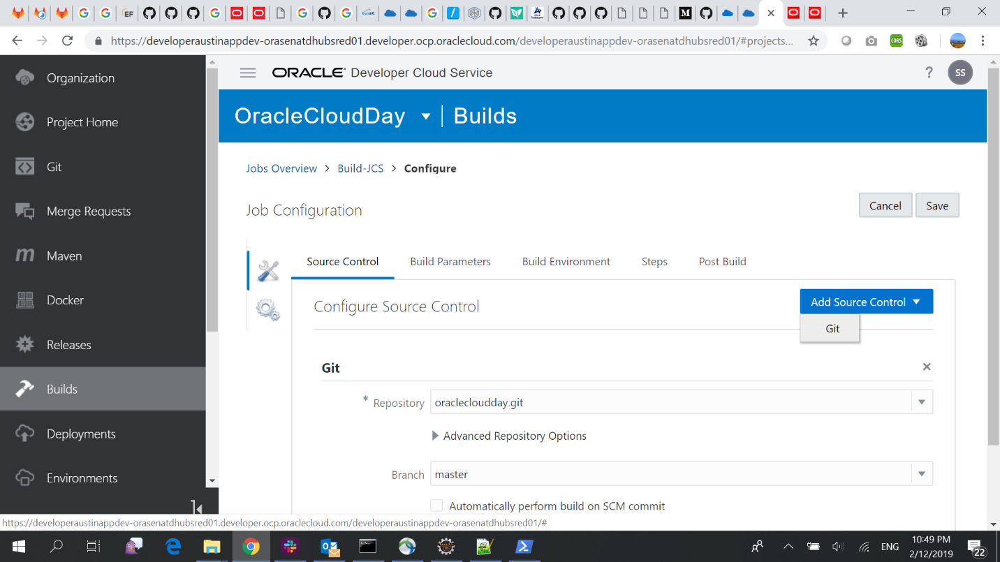 EF
https://developeraustinappdev-orasenatdhubsred01.developer.ocp.oraclecloud.com/developeraustinappdev-orasenatdhubsred01/#projects...
CORS
Organization
Project Home
Git
Merge Requests
Maven
Docker
Releases
Builds
Deployments
Environments
ORACLE® Developer Cloud Service
?
SS
OracleCloudDay
Builds
Jobs Overview > Build-JCS > Configure
Job Configuration
Cancel
Save
Source Control
Build Parameters
Build Environment
Steps
Post Build
Configure Source Control
Add Source Control
Git
Git
* Repository
oraclecloudday.git
Advanced Repository Options
Branch
master
Automatically perform build on SCM commit
https://developeraustinappdev-orasenatdhubsred01.developer.ocp.oraclecloud.com/developeraustinappdev-orasenatdhubsred01/#
ENG
10:49 PM
2/12/2019
22